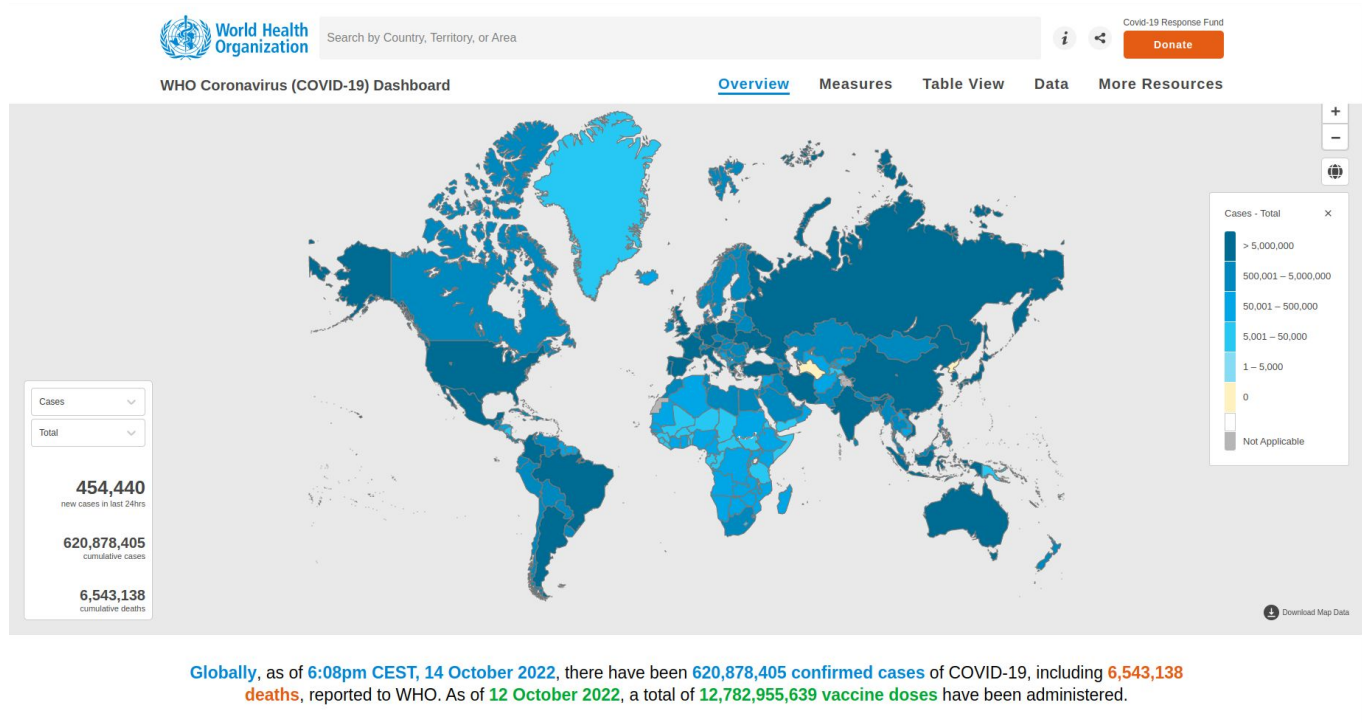 World Health
Organization
Search by Country, Territory, or Area
i
Covid-19 Response Fund
Donate
WHO Coronavirus (COVID-19) Dashboard
Overview
Measures
Table View
Data
More Resources
+
−
Cases - Total ×
> 5,000,000
500,001 – 5,000,000
50,001 – 500,000
5,001 – 50,000
1 – 5,000
0
Not Applicable
Cases
Total
454,440
new cases in last 24hrs
620,878,405
cumulative cases
6,543,138
cumulative deaths
Download Map Data
Globally, as of 6:08pm CEST, 14 October 2022, there have been 620,878,405 confirmed cases of COVID-19, including 6,543,138
deaths, reported to WHO. As of 12 October 2022, a total of 12,782,955,639 vaccine doses have been administered.